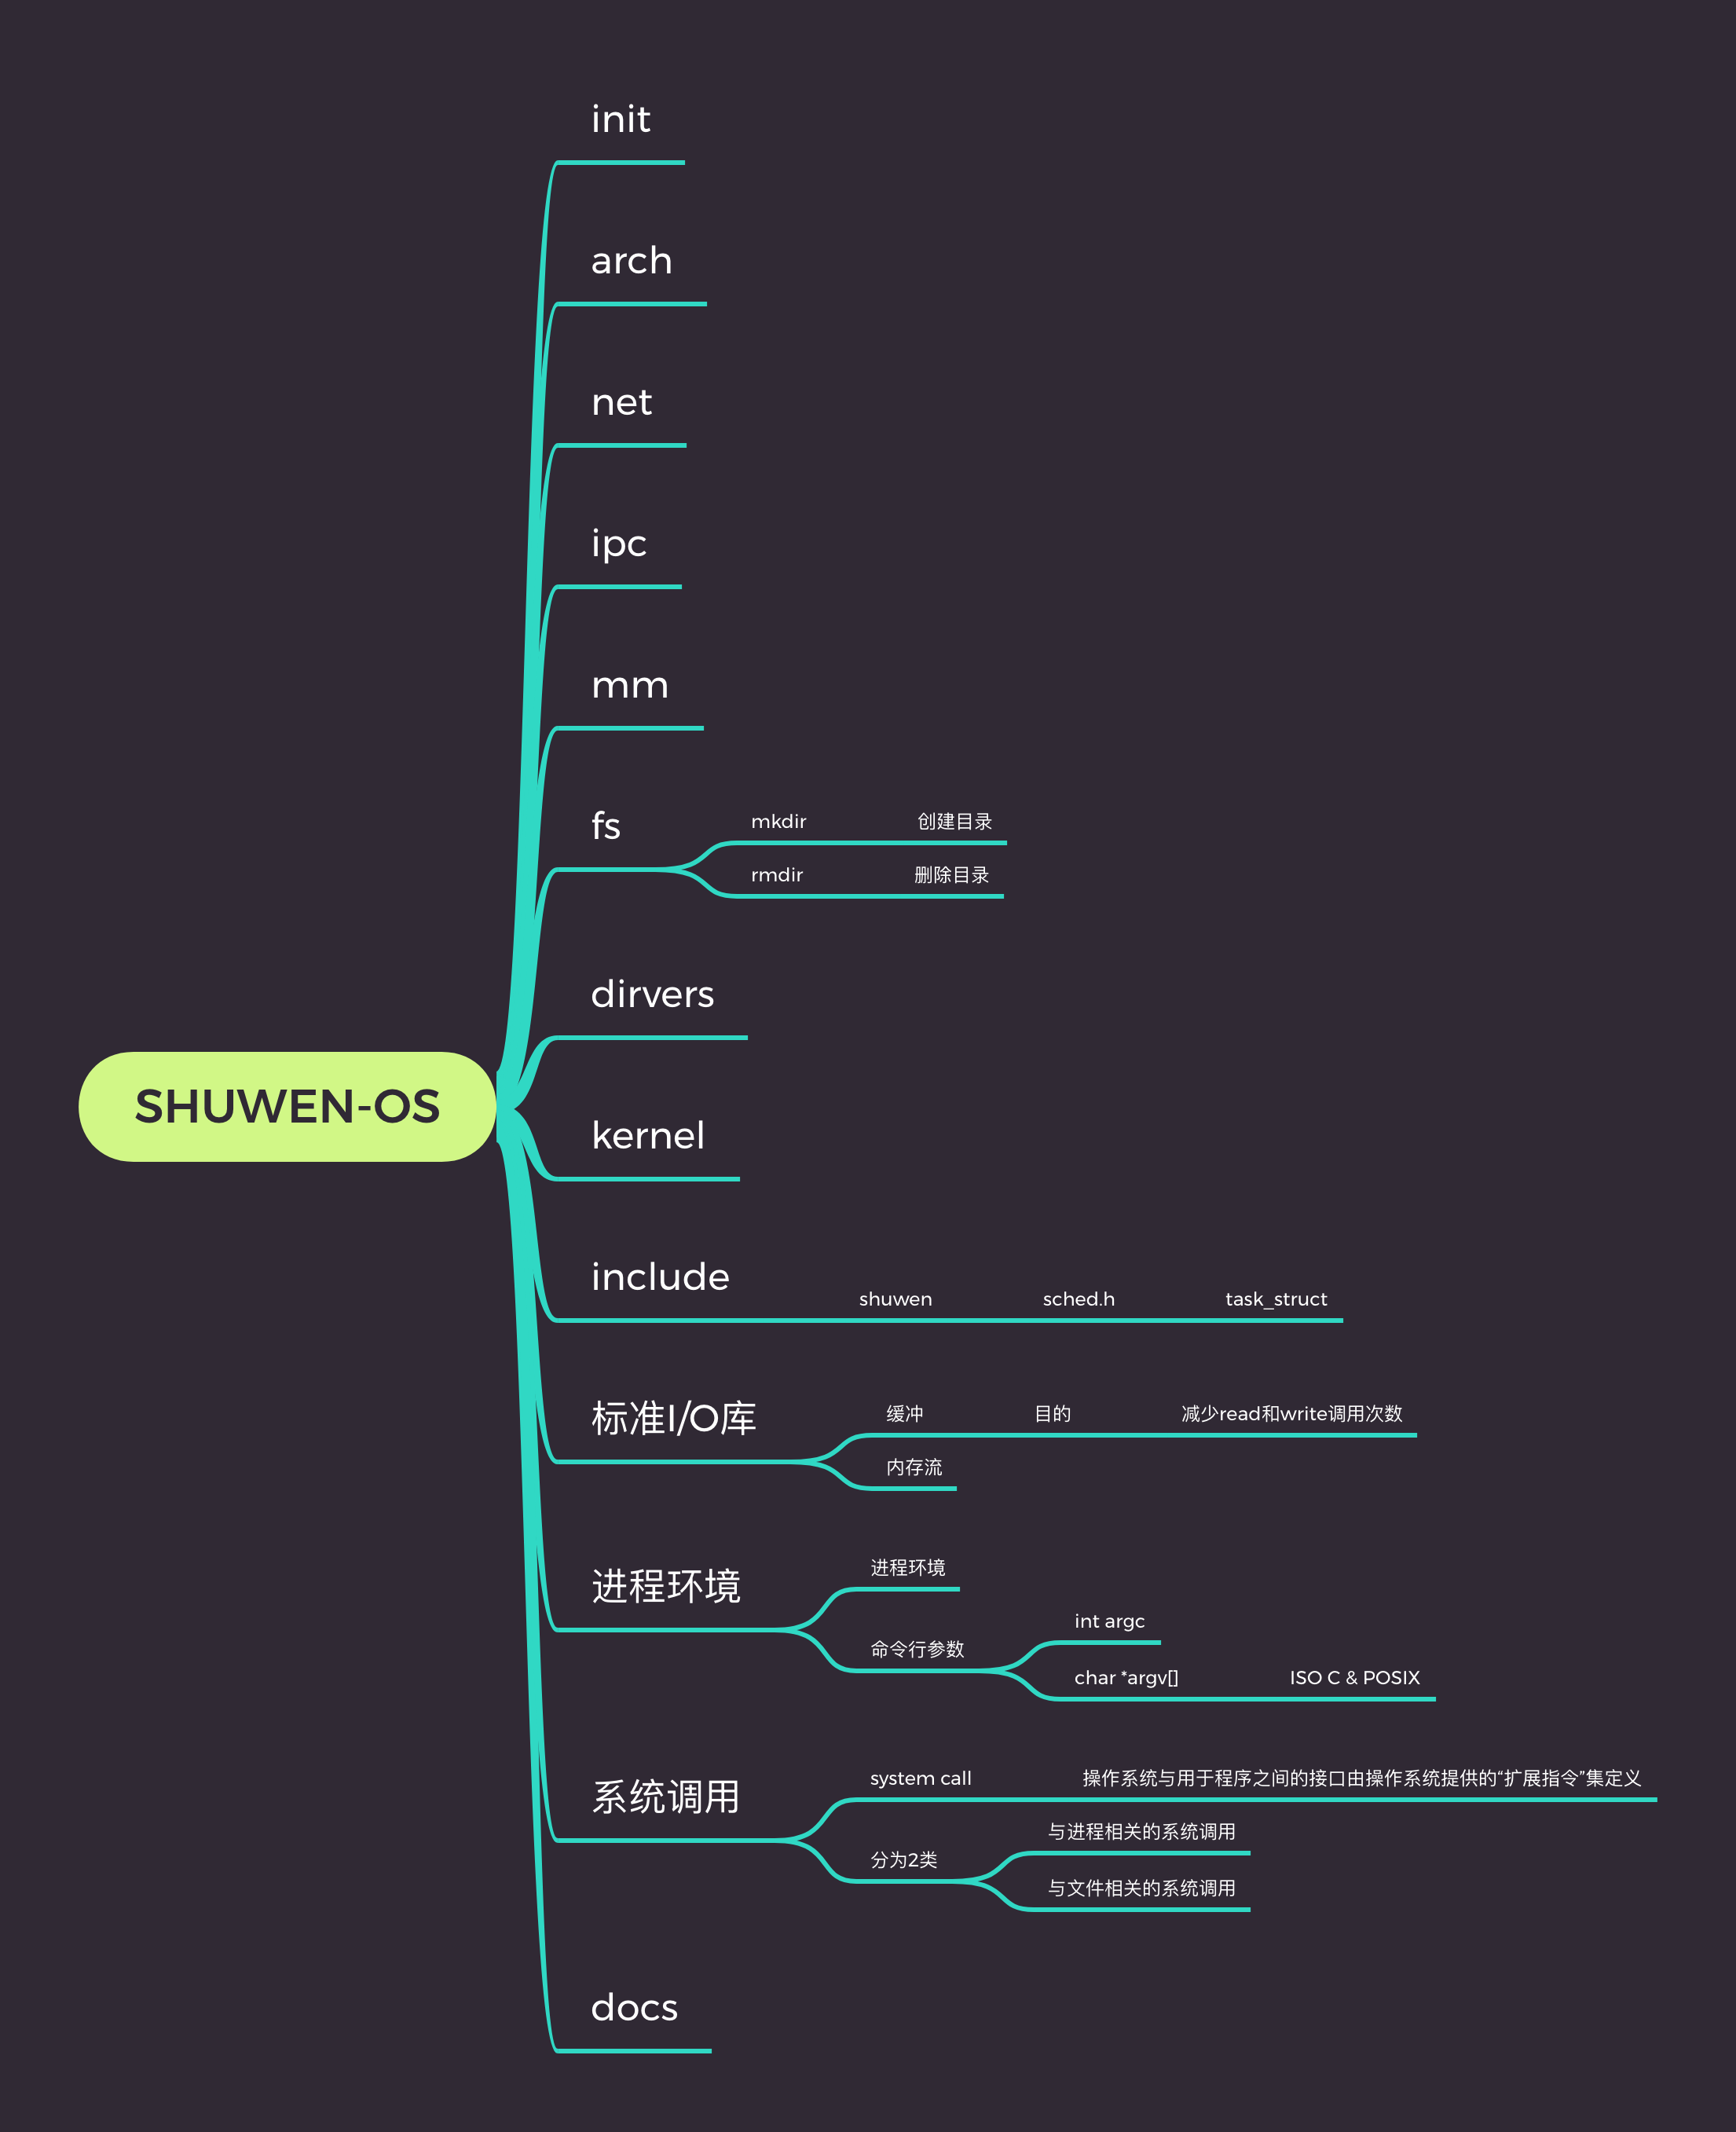 init
arch
net
ipc
mm
fs
mkdir 创建目录
rmdir 删除目录
dirvers
SHUWEN-OS
kernel
include
shuwen sched.h task_struct
标准I/O库
缓冲 目的 减少read和write调用次数
内存流
进程环境
进程环境
命令行参数
int argc
char *argv[] ISO C & POSIX
系统调用
system call 操作系统与用于程序之间的接口由操作系统提供的“扩展指令”集定义
分为2类
与进程相关的系统调用
与文件相关的系统调用
docs